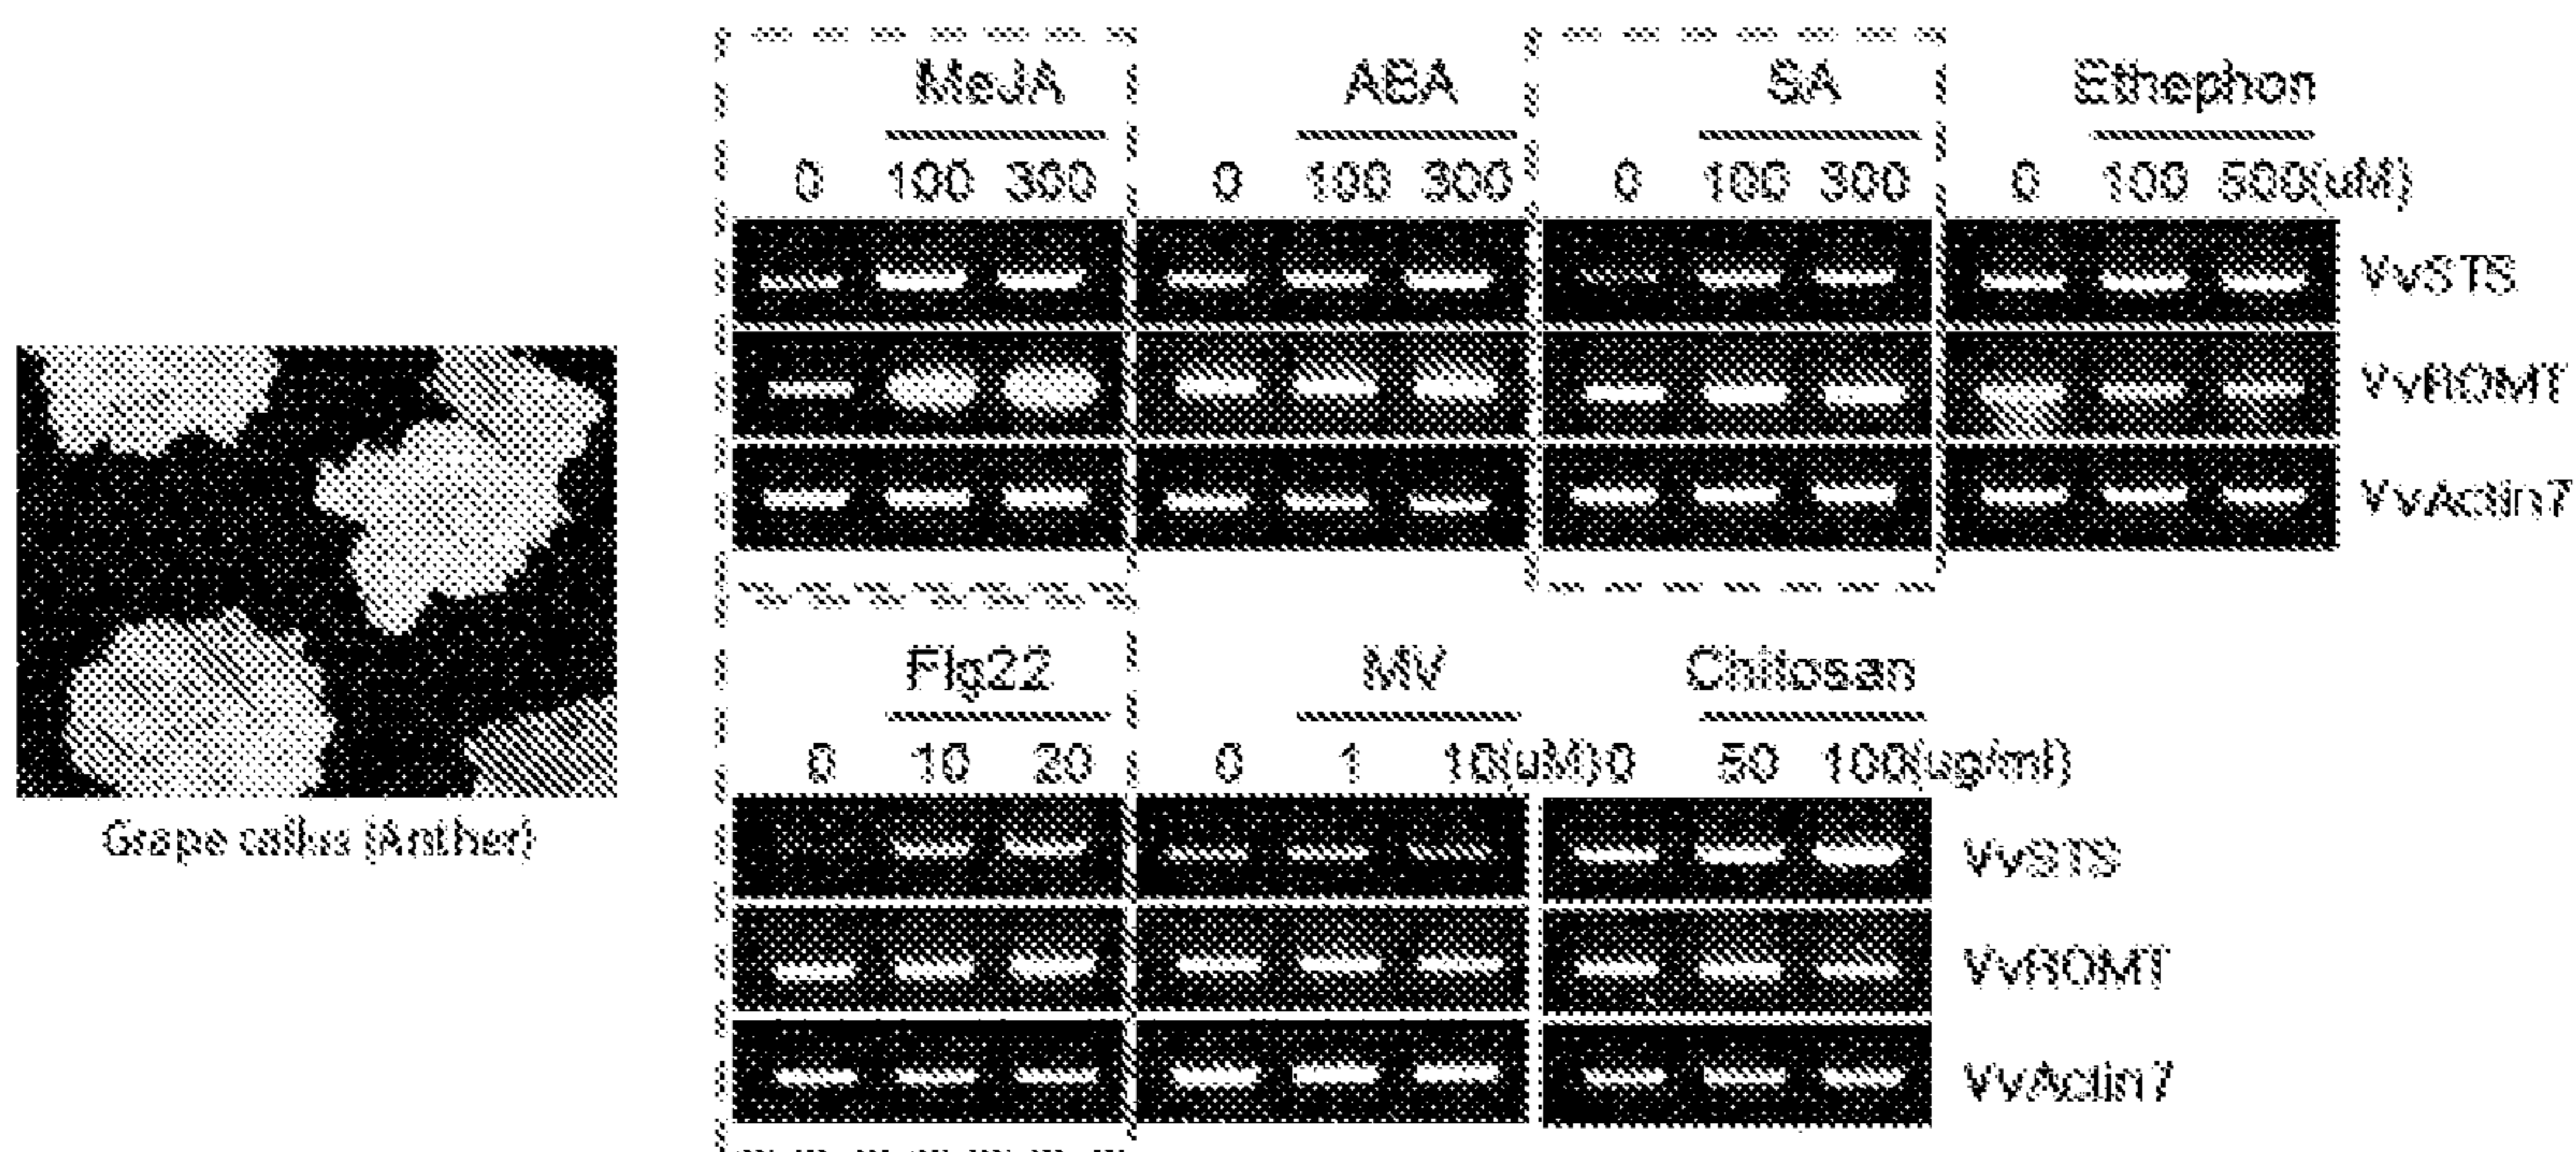 MeJA ABA SA Ethephon
0 100 300 0 100 300 0 100 300 0 100 500(uM)
VvSTS
VvROMT
VvActin7
Flg22 MV Chitosan
0 10 20 0 1 10(uM) 0 50 100(ug/ml)
Grape callus (Anther)
VvSTS
VvROMT
VvActin7